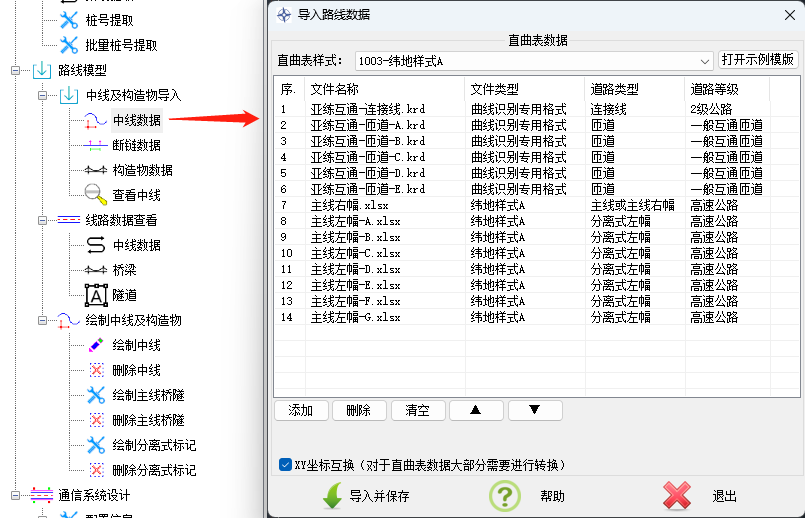 桩号提取
批量桩号提取
路线模型
中线及构造物导入
中线数据
断链数据
构造物数据
查看中线
线路数据查看
中线数据
桥梁
隧道
绘制中线及构造物
绘制中线
删除中线
绘制主线桥隧
删除主线桥隧
绘制分离式标记
删除分离式标记
通信系统设计
导入路线数据
直曲表数据
直曲表样式： 1003-纬地样式A 打开示例模版
序. 文件名称 文件类型 道路类型 道路等级
1 亚练互通-连接线.krd 曲线识别专用格式 连接线 2级公路
2 亚练互通-匝道-A.krd 曲线识别专用格式 匝道 一般互通匝道
3 亚练互通-匝道-B.krd 曲线识别专用格式 匝道 一般互通匝道
4 亚练互通-匝道-C.krd 曲线识别专用格式 匝道 一般互通匝道
5 亚练互通-匝道-D.krd 曲线识别专用格式 匝道 一般互通匝道
6 亚练互通-匝道-E.krd 曲线识别专用格式 匝道 一般互通匝道
7 主线右幅.xlsx 纬地样式A 主线或主线右幅 高速公路
8 主线左幅-A.xlsx 纬地样式A 分离式左幅 高速公路
9 主线左幅-B.xlsx 纬地样式A 分离式左幅 高速公路
10 主线左幅-C.xlsx 纬地样式A 分离式左幅 高速公路
11 主线左幅-D.xlsx 纬地样式A 分离式左幅 高速公路
12 主线左幅-E.xlsx 纬地样式A 分离式左幅 高速公路
13 主线左幅-F.xlsx 纬地样式A 分离式左幅 高速公路
14 主线左幅-G.xlsx 纬地样式A 分离式左幅 高速公路
添加 删除 清空 ▲ ▼
XY坐标互换（对于直曲表数据大部分需要进行转换）
导入并保存 帮助 退出